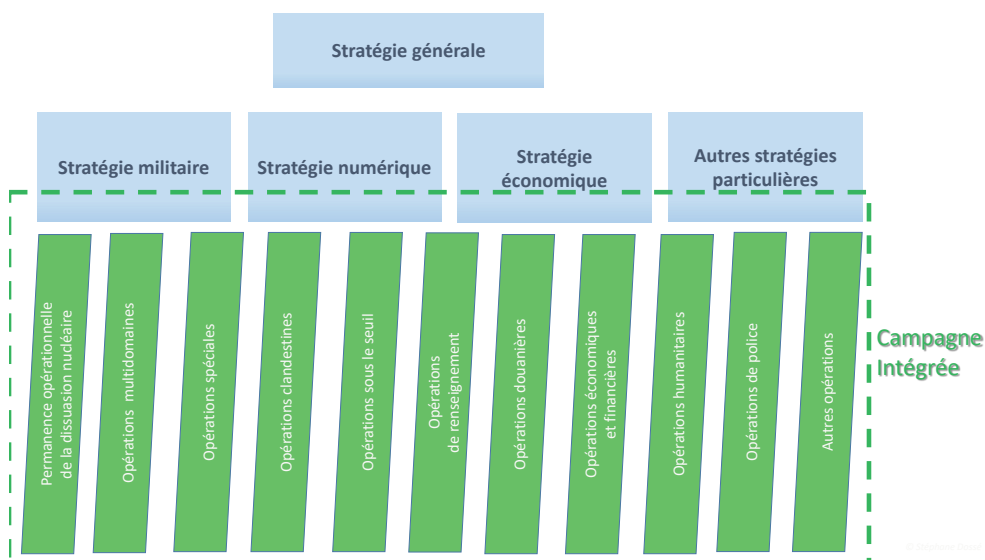 Stratégie générale
Stratégie militaire
Stratégie numérique
Stratégie
économique
Autres stratégies
particulières
Permanence opérationnelle
de la dissuasion nudéaire
Opérations multidomaines
Opérations spéciales
Opérations clandestines
Opérations sous le seuil
Opérations
de renseignement
Opérations douanières
Opérations économiques
et financières
Opérations humanitaires
Opérations de police
Autres opérations
Campagne
Intégrée